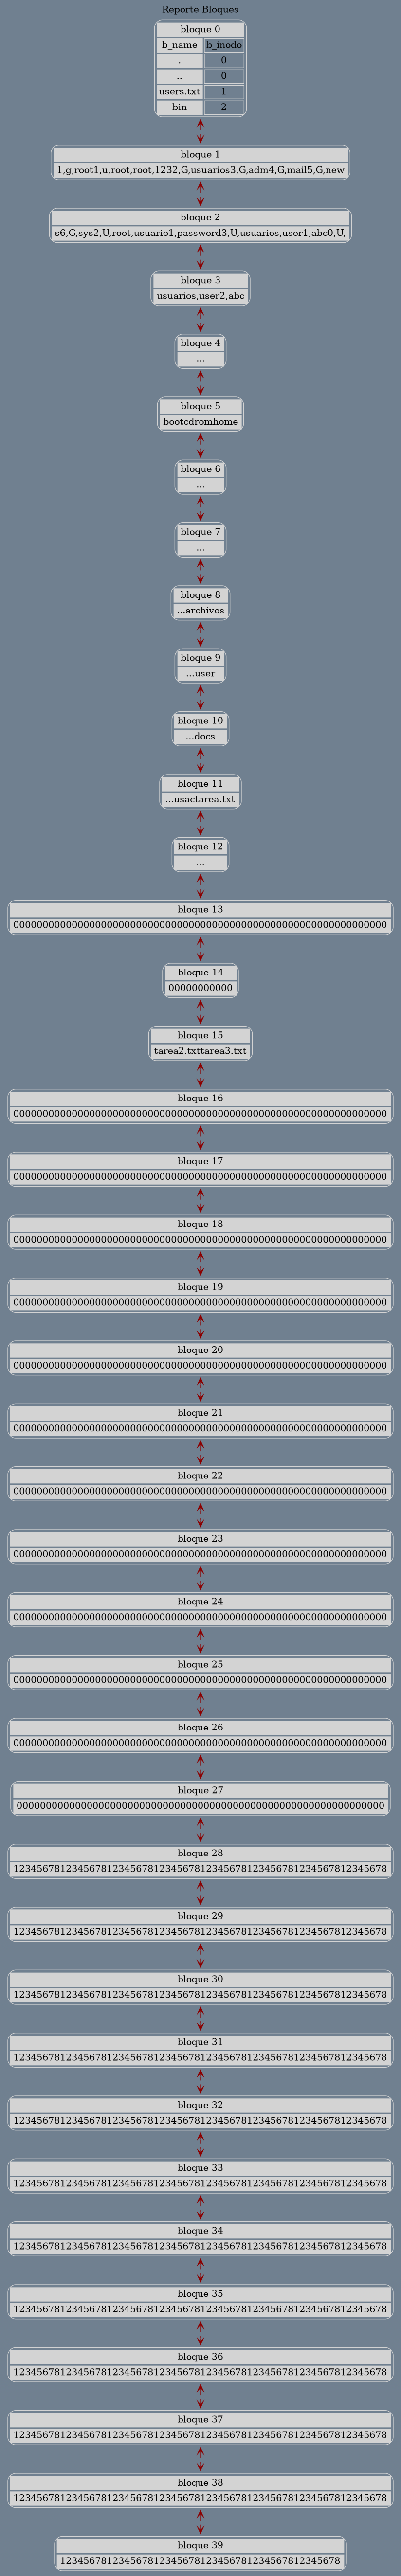 Reporte Bloques
bloque 0
b_name b_inodo
. 0
.. 0
users.txt 1
bin 2
bloque 1
1,g,root1,u,root,root,1232,G,usuarios3,G,adm4,G,mail5,G,new
bloque 2
s6,G,sys2,U,root,usuario1,password3,U,usuarios,user1,abc0,U,
bloque 3
usuarios,user2,abc
bloque 4
...
bloque 5
bootcdromhome
bloque 6
...
bloque 7
...
bloque 8
...archivos
bloque 9
...user
bloque 10
...docs
bloque 11
...usactarea.txt
bloque 12
...
bloque 13
0000000000000000000000000000000000000000000000000000000000000000
bloque 14
00000000000
bloque 15
tarea2.txttarea3.txt
bloque 16
0000000000000000000000000000000000000000000000000000000000000000
bloque 17
0000000000000000000000000000000000000000000000000000000000000000
bloque 18
0000000000000000000000000000000000000000000000000000000000000000
bloque 19
0000000000000000000000000000000000000000000000000000000000000000
bloque 20
0000000000000000000000000000000000000000000000000000000000000000
bloque 21
0000000000000000000000000000000000000000000000000000000000000000
bloque 22
0000000000000000000000000000000000000000000000000000000000000000
bloque 23
0000000000000000000000000000000000000000000000000000000000000000
bloque 24
0000000000000000000000000000000000000000000000000000000000000000
bloque 25
0000000000000000000000000000000000000000000000000000000000000000
bloque 26
0000000000000000000000000000000000000000000000000000000000000000
bloque 27
000000000000000000000000000000000000000000000000000000000000000
bloque 28
1234567812345678123456781234567812345678123456781234567812345678
bloque 29
1234567812345678123456781234567812345678123456781234567812345678
bloque 30
1234567812345678123456781234567812345678123456781234567812345678
bloque 31
1234567812345678123456781234567812345678123456781234567812345678
bloque 32
1234567812345678123456781234567812345678123456781234567812345678
bloque 33
1234567812345678123456781234567812345678123456781234567812345678
bloque 34
1234567812345678123456781234567812345678123456781234567812345678
bloque 35
1234567812345678123456781234567812345678123456781234567812345678
bloque 36
1234567812345678123456781234567812345678123456781234567812345678
bloque 37
1234567812345678123456781234567812345678123456781234567812345678
bloque 38
1234567812345678123456781234567812345678123456781234567812345678
bloque 39
123456781234567812345678123456781234567812345678